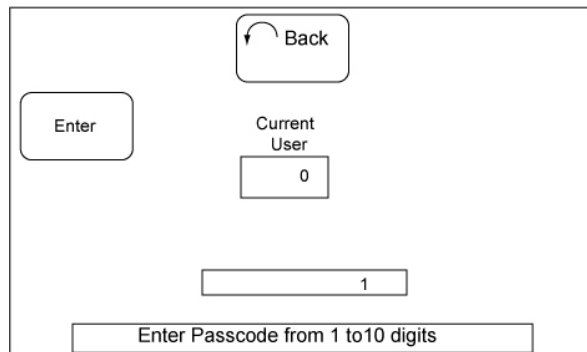 Back
Enter
Current
User
0
1
Enter Passcode from 1 to10 digits